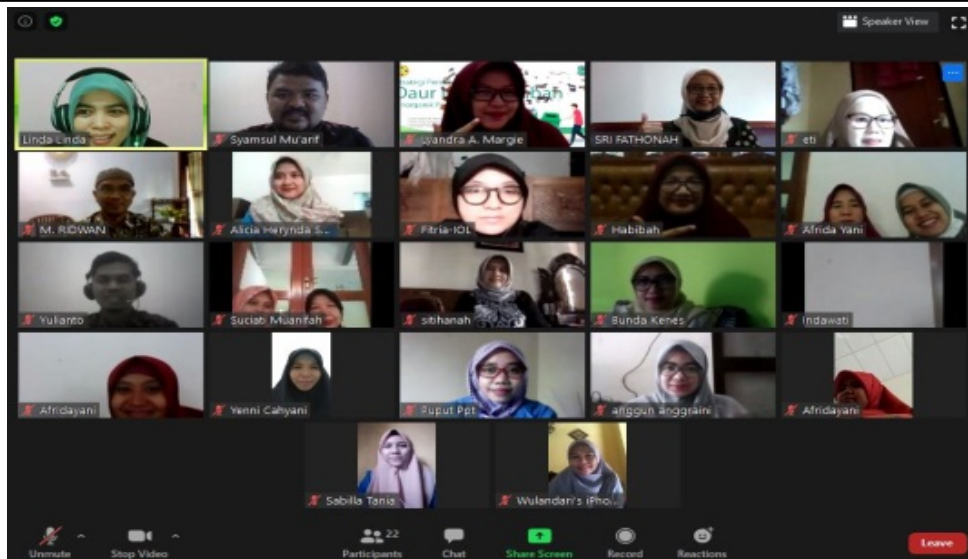 Speaker View
Linda Linda
Syamsul Mu'arif
Daur
Lyandra A. Margie
SRI FATHONAH
eti
M. RIDWAN
Alicia Herynda S...
Fitria-IOL
Habibah
Afrida Yani
Yulianto
Suciati Muanifah
sitihanah
Bunda Kenes
Indawati
Afridayani
Yenni Cahyani
Puput Ppt
anggun anggraini
Afridayani
Sabilla Tania
Wulandari's iPho...
Unmute
Stop Video
22
Participants
Chat
Share Screen
Record
Reactions
Leave